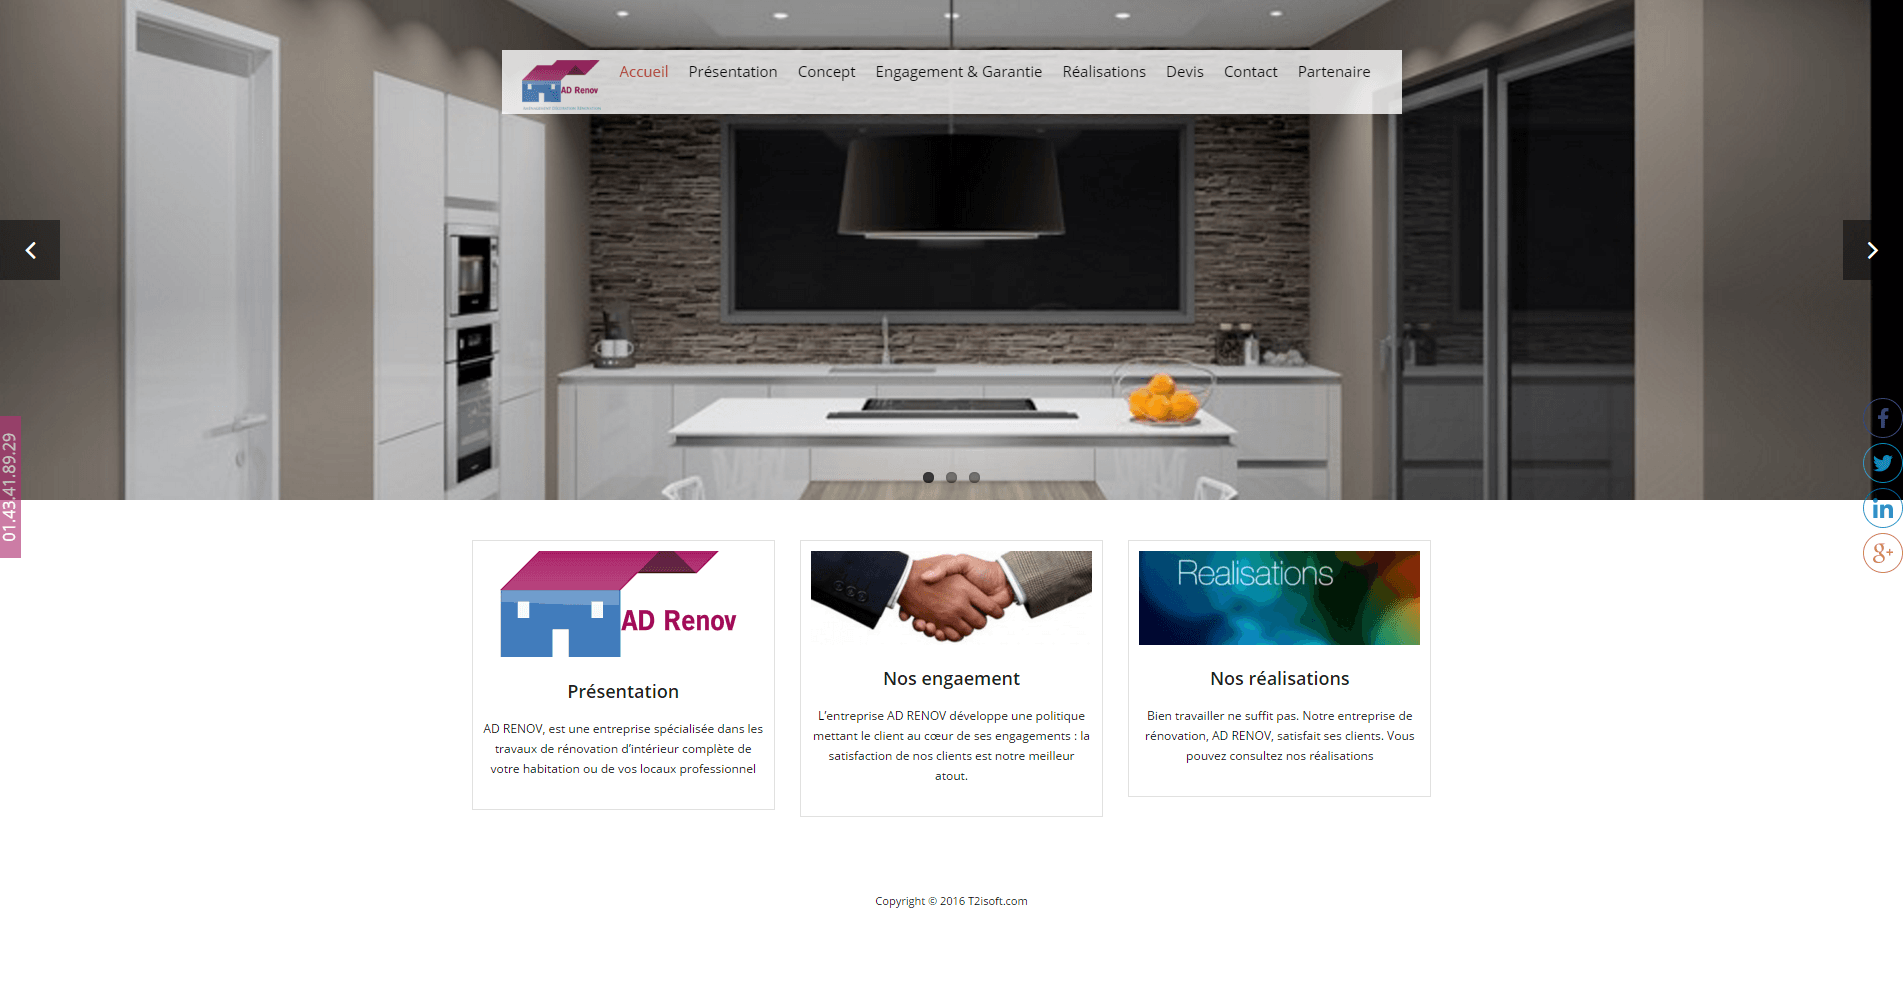 AD Renov
Accueil Présentation Concept Engagement & Garantie Réalisations Devis Contact Partenaire
01.43.41.89.29
AD Renov
Realisations
Présentation
AD RENOV, est une entreprise spécialisée dans les
travaux de rénovation d’intérieur complète de
votre habitation ou de vos locaux professionnel
Nos engaement
L’entreprise AD RENOV développe une politique
mettant le client au cœur de ses engagements : la
satisfaction de nos clients est notre meilleur
atout.
Nos réalisations
Bien travailler ne suffit pas. Notre entreprise de
rénovation, AD RENOV, satisfait ses clients. Vous
pouvez consultez nos réalisations
Copyright © 2016 T2isoft.com